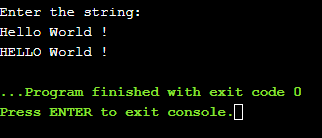 Enter the string:
Hello World !
HELLO World !
...Program finished with exit code 0
Press ENTER to exit console.